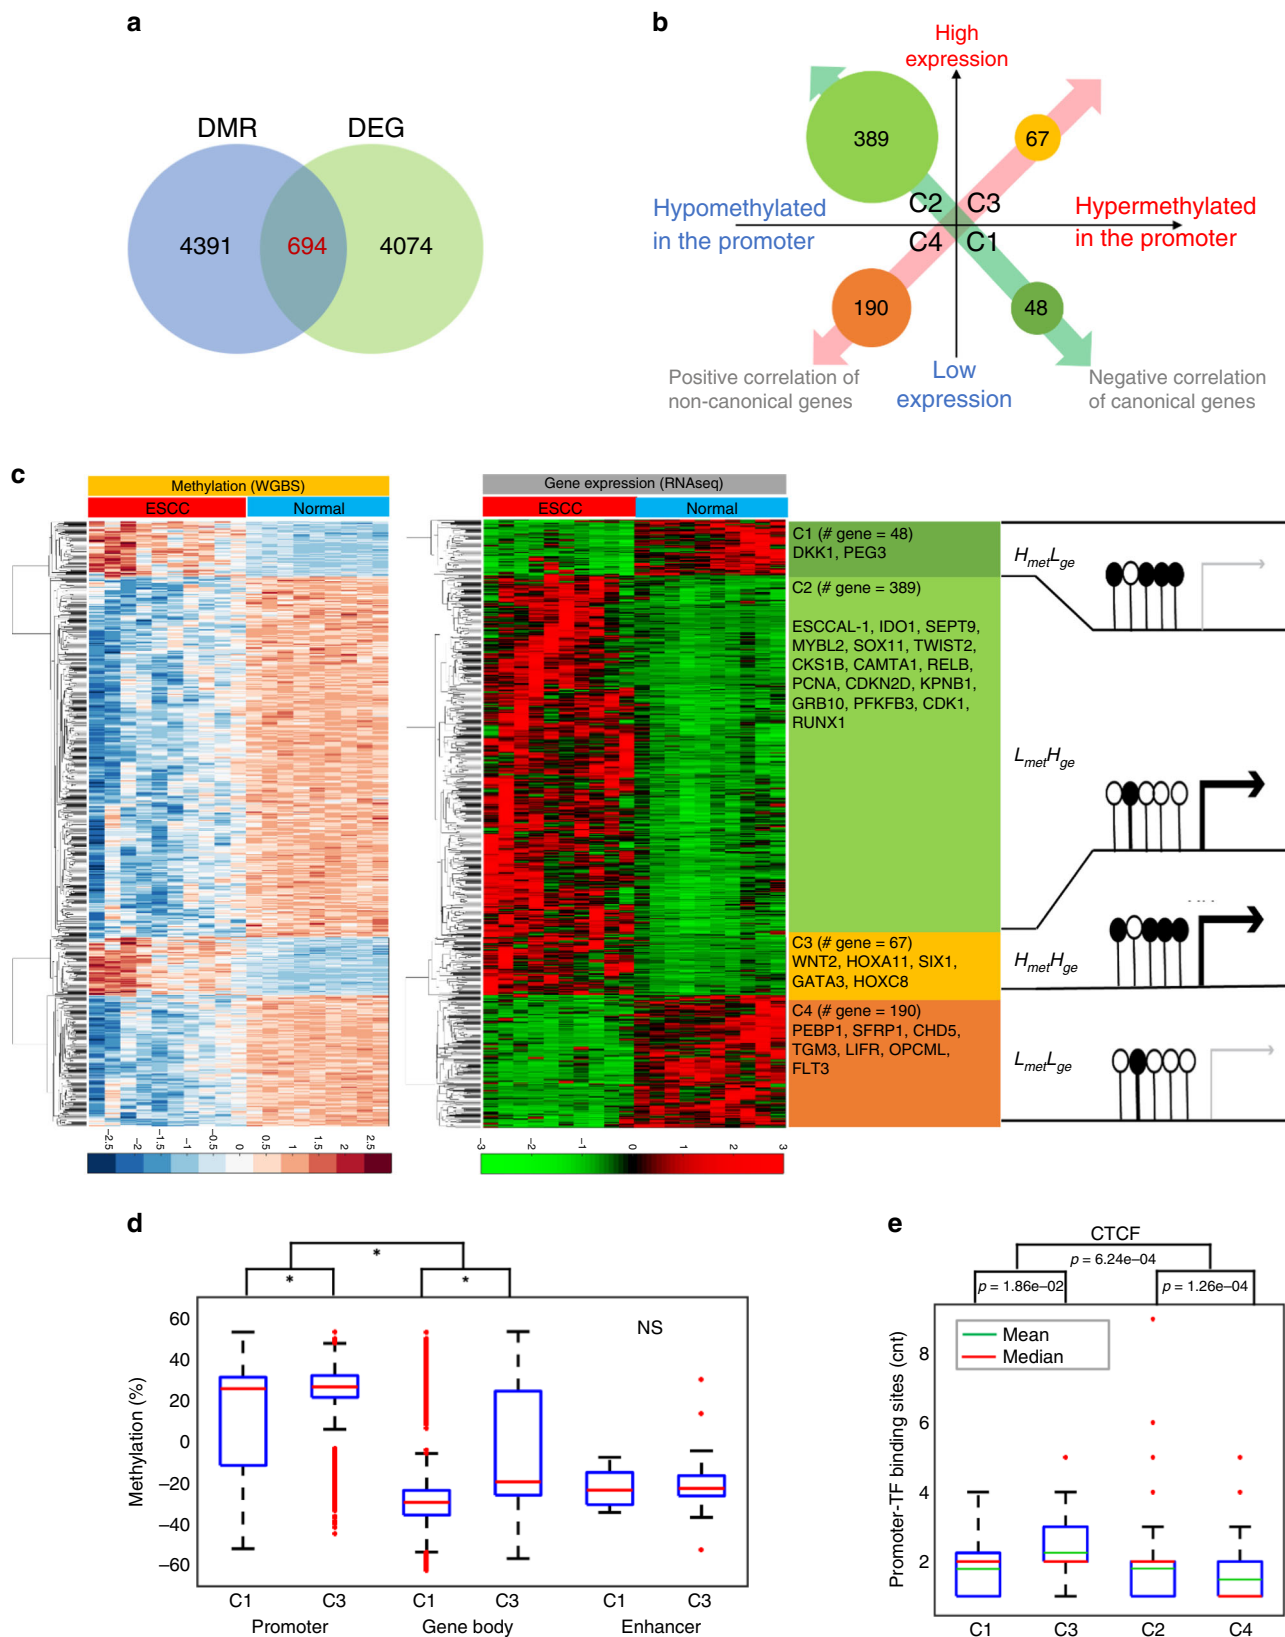 a
DMR
DEG
4391
694
4074
b
High
expression
389
67
C2
C3
Hypomethylated
in the promoter
Hypermethylated
in the promoter
C4
C1
190
48
Positive correlation of
non-canonical genes
Low
expression
Negative correlation
of canonical genes
c
Methylation (WGBS)
ESCC
Normal
Gene expression (RNAseq)
ESCC
Normal
C1 (# gene = 48)
DKK1, PEG3
C2 (# gene = 389)
ESCCAL-1, IDO1, SEPT9,
MYBL2, SOX11, TWIST2,
CKS1B, CAMTA1, RELB,
PCNA, CDKN2D, KPNB1,
GRB10, PFKFB3, CDK1,
RUNX1
C3 (# gene = 67)
WNT2, HOXA11, SIX1,
GATA3, HOXC8
C4 (# gene = 190)
PEBP1, SFRP1, CHD5,
TGM3, LIFR, OPCML,
FLT3
HmetLge
LmetHge
HmetHge
LmetLge
–2.5 –2 –1.5 –1 –0.5 0 0.5 1 1.5 2 2.5
–3 –2 –1 0 1 2 3
d
*
*
*
NS
Methylation (%)
60
40
20
0
–20
–40
–60
C1 C3 C1 C3 C1 C3
Promoter Gene body Enhancer
e
CTCF
p = 6.24e–04
p = 1.86e–02
p = 1.26e–04
Mean
Median
Promoter-TF binding sites (cnt)
8
6
4
2
C1 C3 C2 C4